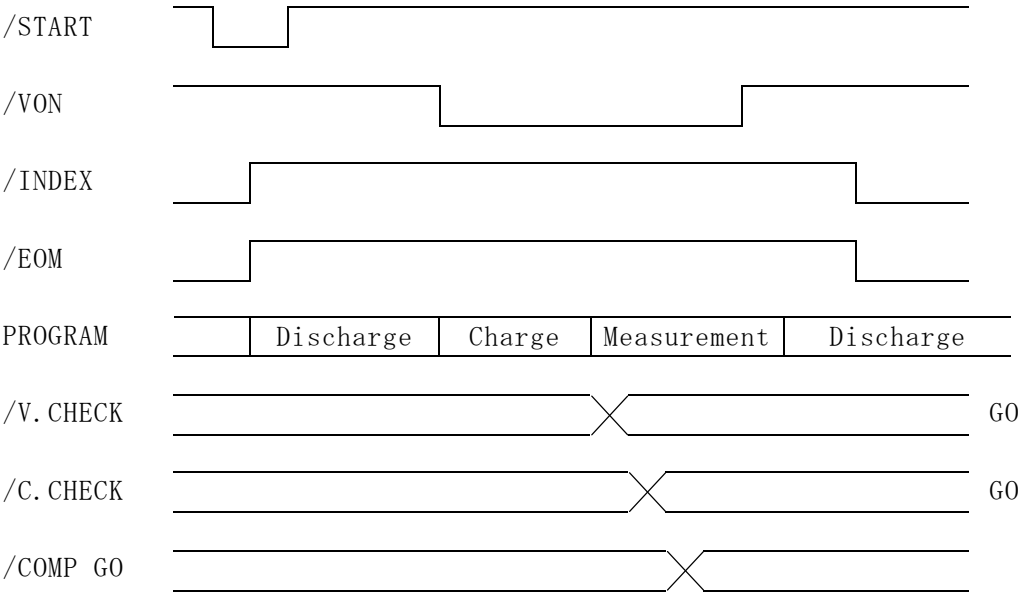 /START
/VON
/INDEX
/EOM
PROGRAM Discharge Charge Measurement Discharge
/V.CHECK GO
/C.CHECK GO
/COMP GO